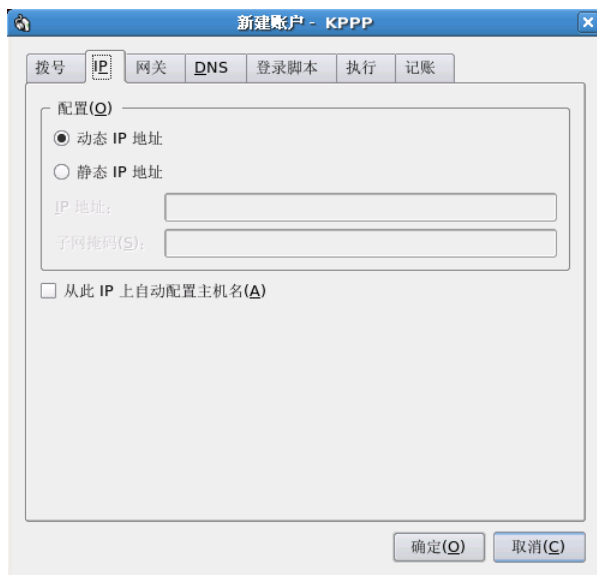 新建账户 - KPPP
拨号 IP 网关 DNS 登录脚本 执行 记账
配置(O)
动态 IP 地址
静态 IP 地址
IP 地址:
子网掩码(S):
从此 IP 上自动配置主机名(A)
确定(O) 取消(C)